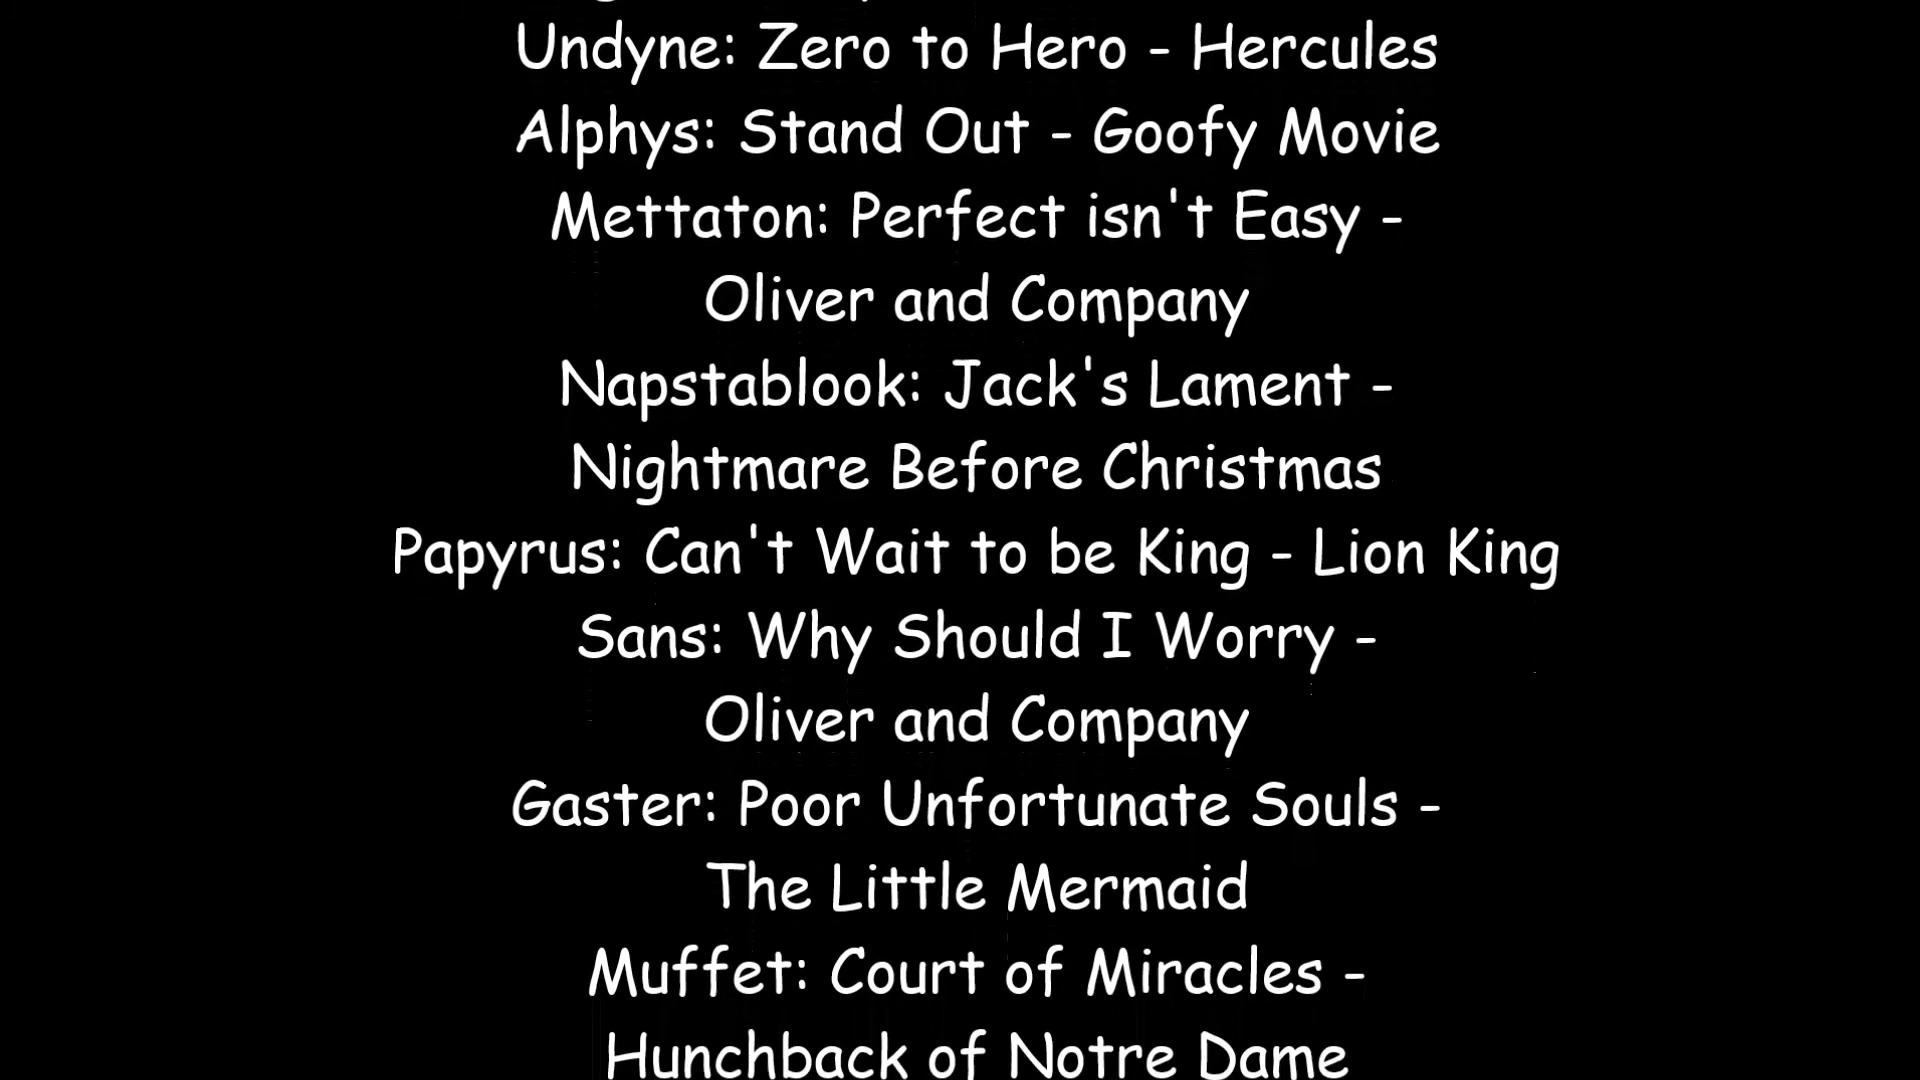 Undyne: Zero to Hero - Hercules
Alphys: Stand Out - Goofy Movie
Mettaton: Perfect isn't Easy -
Oliver and Company
Napstablook: Jack's Lament -
Nightmare Before Christmas
Papyrus: Can't Wait to be King - Lion King
Sans: Why Should I Worry -
Oliver and Company
Gaster: Poor Unfortunate Souls -
The Little Mermaid
Muffet: Court of Miracles -
Hunchback of Notre Dame